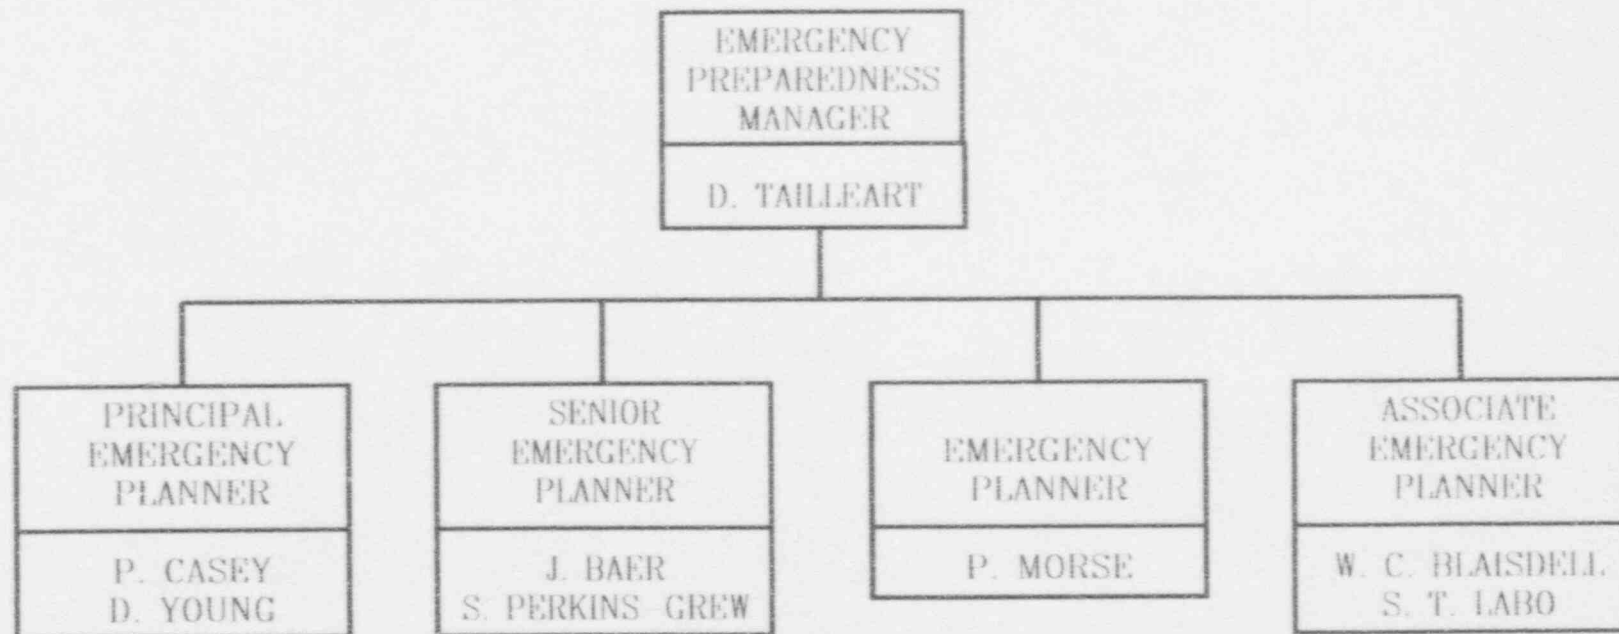 EMERGENCY
PREPAREDNESS
MANAGER
D. TAILLEART
PRINCIPAL
EMERGENCY
PLANNER
P. CASEY
D. YOUNG
SENIOR
EMERGENCY
PLANNER
J. BAER
S. PERKINS GREW
EMERGENCY
PLANNER
P. MORSE
ASSOCIATE
EMERGENCY
PLANNER
W. C. BLAISDELL
S. T. LABO